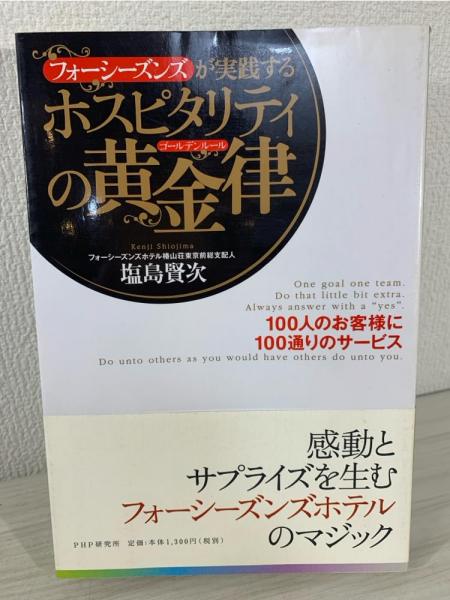 フォーシーズンズが実践する
ホスピタリティ
の黄金律
ゴールデンルール
Kenji Shiojima
フォーシーズンズホテル椿山荘東京前総支配人
塩島賢次
One goal one team.
Do that little bit extra.
Always answer with a "yes".
100人のお客様に
100通りのサービス
Do unto others as you would have others do unto you.
感動と
サプライズを生む
フォーシーズンズホテル
のマジック
PHP研究所 定価:本体1,300円(税別)